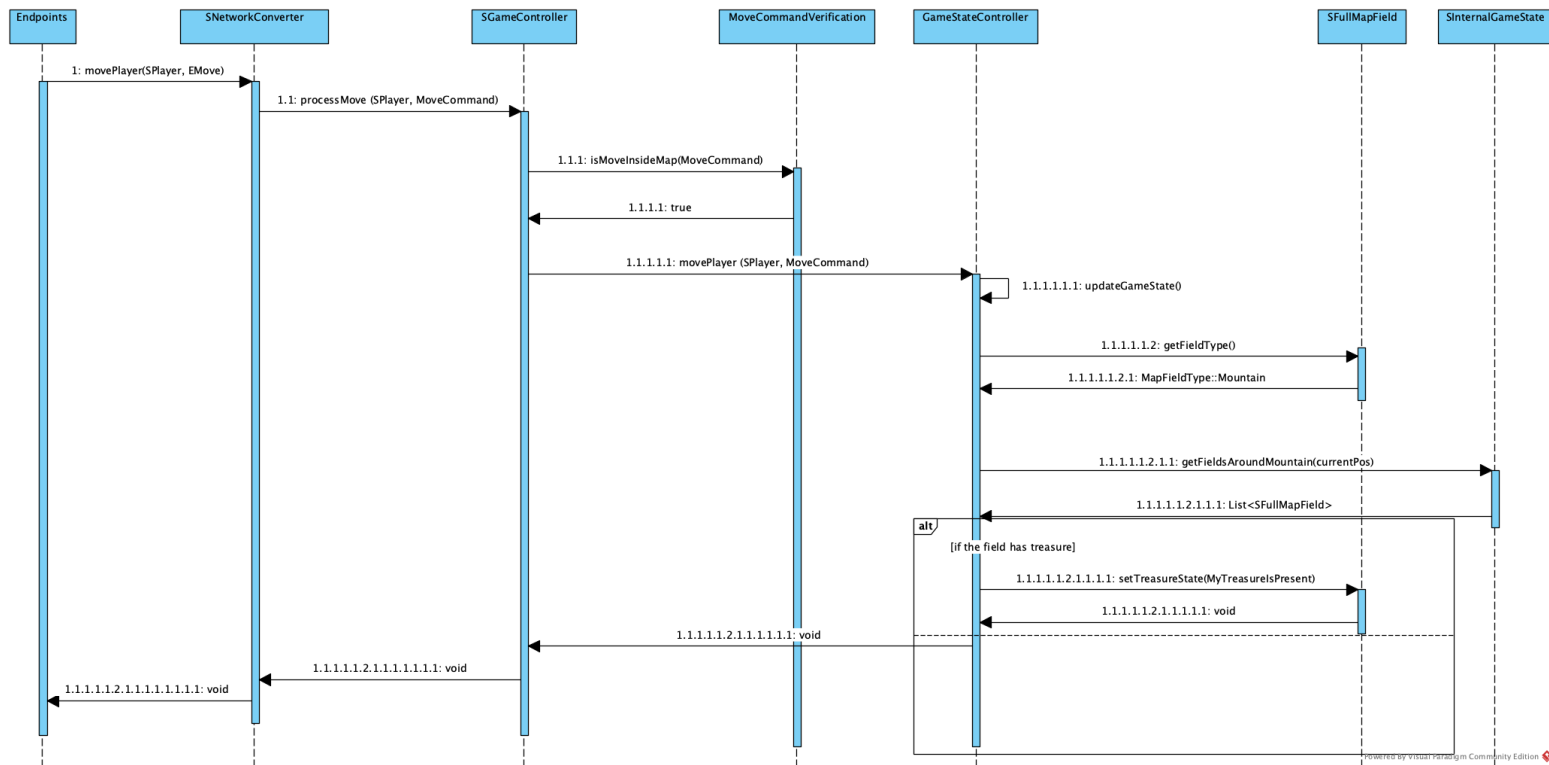 Endpoints
SNetworkConverter
SGameController
MoveCommandVerification
GameStateController
SFullMapField
SInternalGameState
1: movePlayer(SPlayer, EMove)
1.1: processMove (SPlayer, MoveCommand)
1.1.1: isMoveInsideMap(MoveCommand)
1.1.1.1: true
1.1.1.1.1: movePlayer (SPlayer, MoveCommand)
1.1.1.1.1.1: updateGameState()
1.1.1.1.1.2: getFieldType()
1.1.1.1.1.2.1: MapFieldType::Mountain
1.1.1.1.1.2.1.1: getFieldsAroundMountain(currentPos)
1.1.1.1.1.2.1.1.1: List<SFullMapField>
alt
[if the field has treasure]
1.1.1.1.1.2.1.1.1.1: setTreasureState(MyTreasureIsPresent)
1.1.1.1.1.2.1.1.1.1.1: void
1.1.1.1.1.2.1.1.1.1.1.1: void
1.1.1.1.1.2.1.1.1.1.1.1.1: void
1.1.1.1.1.2.1.1.1.1.1.1.1.1: void
Powered By Visual Paradigm Community Edition